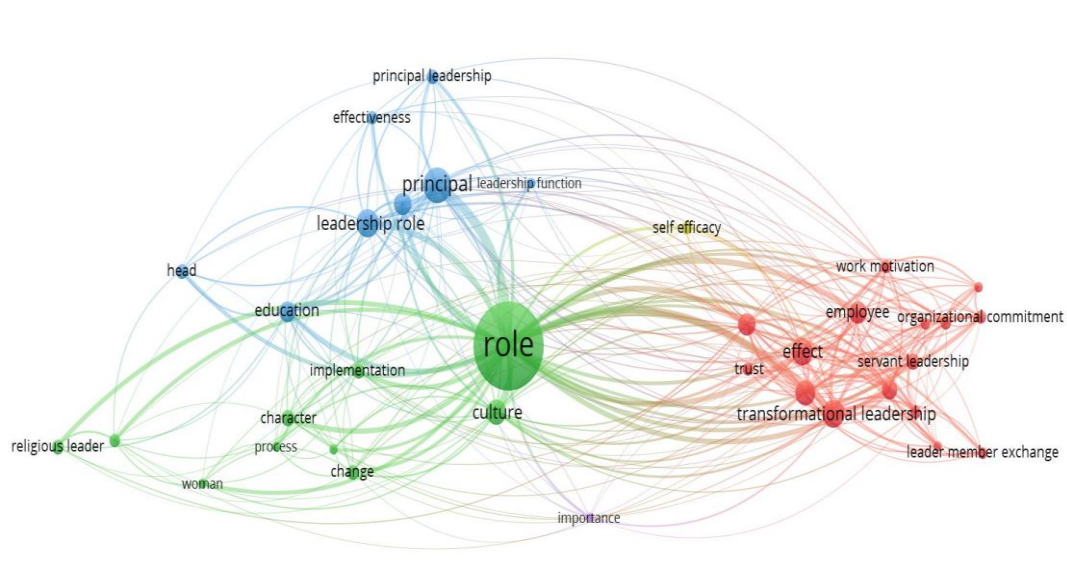 principal leadership
effectiveness
principal
leadership function
leadership role
self efficacy
head
work motivation
education
employee
organizational commitment
role
effect
servant leadership
implementation
trust
culture
transformational leadership
character
religious leader
process
leader member exchange
change
woman
importance